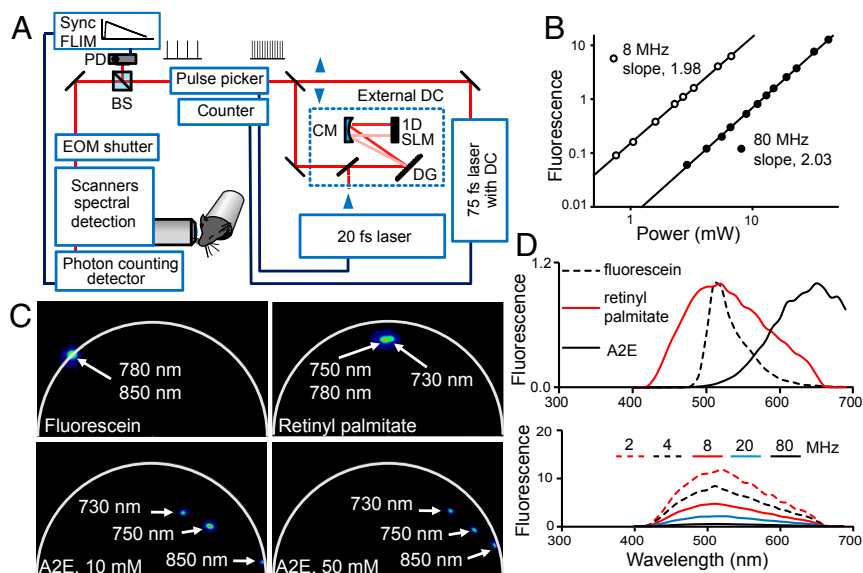 A
Sync
FLIM
PD
BS
Pulse picker
Counter
External DC
CM
1D
SLM
DG
EOM shutter
Scanners
spectral
detection
Photon counting
detector
20 fs laser
75 fs laser
with DC
B
Fluorescence
10
1
0.1
0.01
8 MHz
slope, 1.98
80 MHz
slope, 2.03
1
10
Power (mW)
C
780 nm
850 nm
Fluorescein
750 nm
780 nm
730 nm
Retinyl palmitate
730 nm
750 nm
850 nm
A2E, 10 mM
730 nm
750 nm
850 nm
A2E, 50 mM
D
Fluorescence
1.2
0.0
fluorescein
retinyl
palmitate
A2E
300 400 500 600 700
Fluorescence
20
10
0
2 4 8 20 80 MHz
300 400 500 600 700
Wavelength (nm)